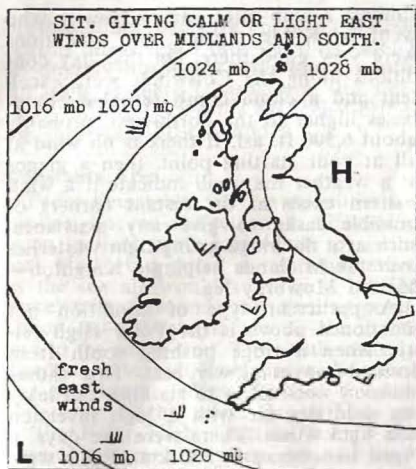 SIT. GIVING CALM OR LIGHT EAST
WINDS OVER MIDLANDS AND SOUTH.
1024 mb
1028 mb
1016 mb
1020 mb
H
fresh
east
winds
L
1016 mb
1020 mb